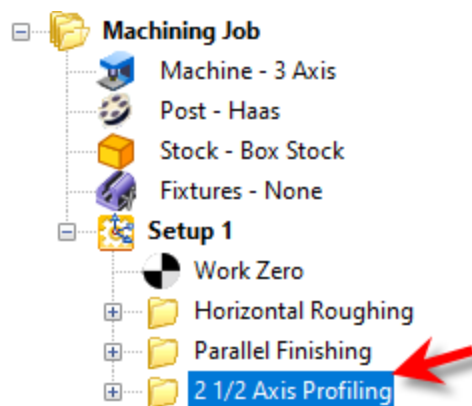 Machining Job
Machine - 3 Axis
Post - Haas
Stock - Box Stock
Fixtures - None
Setup 1
Work Zero
Horizontal Roughing
Parallel Finishing
2 1/2 Axis Profiling